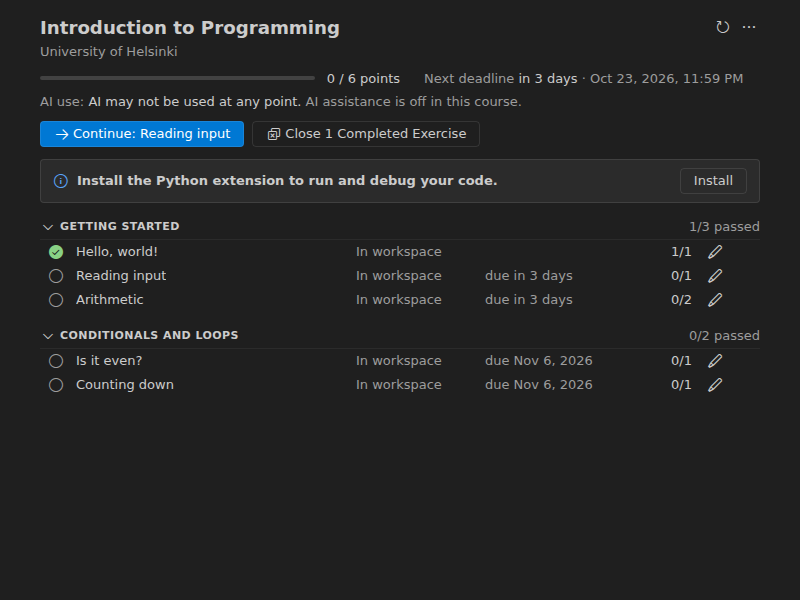 Introduction to Programming
University of Helsinki
0 / 6 points Next deadline in 3 days · Oct 23, 2026, 11:59 PM
AI use: AI may not be used at any point. AI assistance is off in this course.
Continue: Reading input Close 1 Completed Exercise
Install the Python extension to run and debug your code. Install
GETTING STARTED 1/3 passed
Hello, world! In workspace 1/1
Reading input In workspace due in 3 days 0/1
Arithmetic In workspace due in 3 days 0/2
CONDITIONALS AND LOOPS 0/2 passed
Is it even? In workspace due Nov 6, 2026 0/1
Counting down In workspace due Nov 6, 2026 0/1